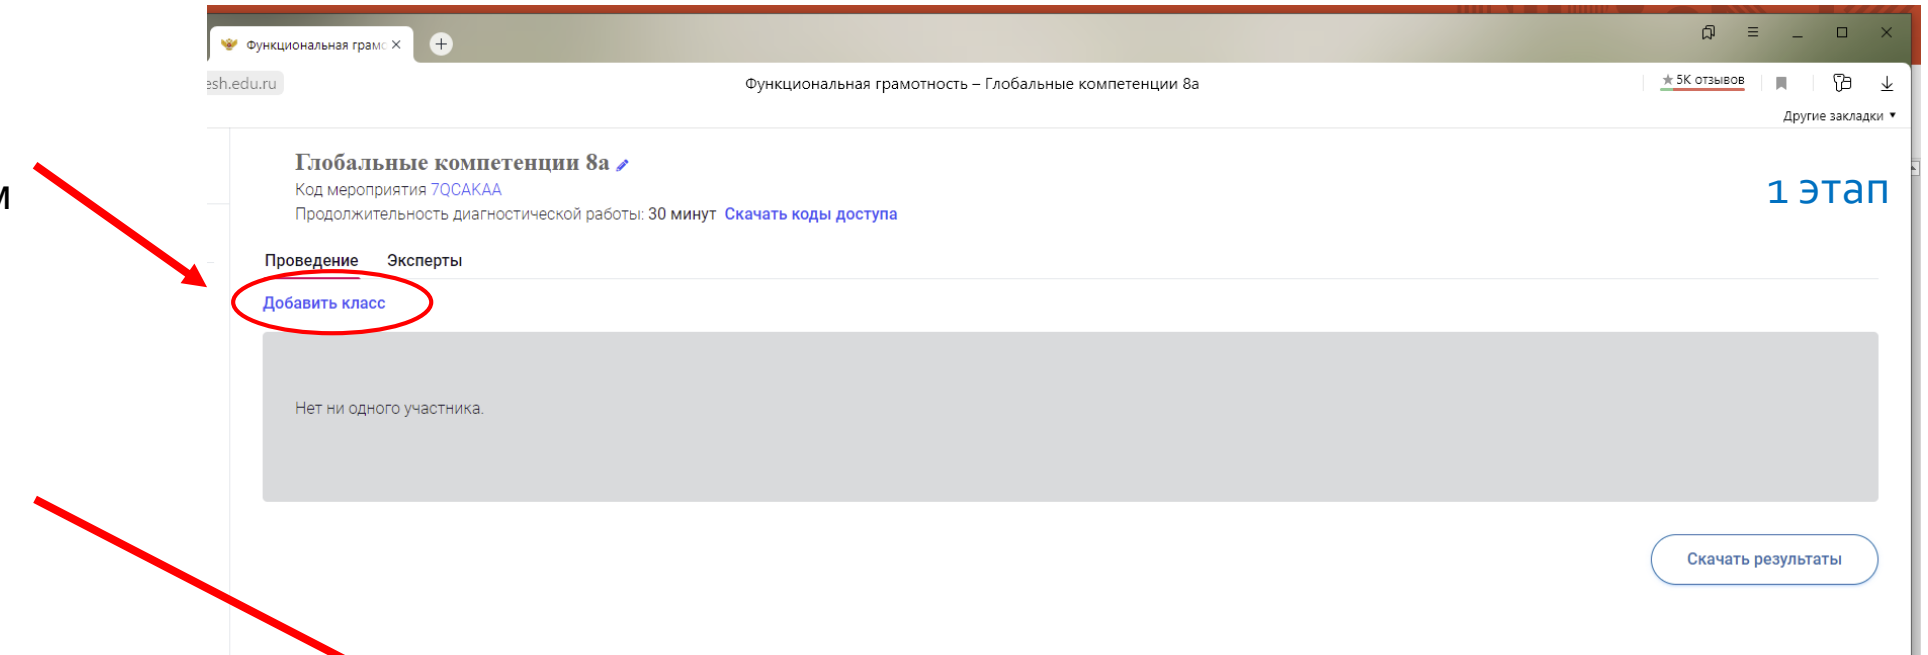 Функциональная грамс
esh.edu.ru
Функциональная грамотность – Глобальные компетенции 8а
5К отзывов
Другие закладки
Глобальные компетенции 8а
м
Код мероприятия 7QCAKAA
1 этап
Продолжительность диагностической работы: 30 минут Скачать коды доступа
Проведение Эксперты
Добавить класс
Нет ни одного участника.
Скачать результаты